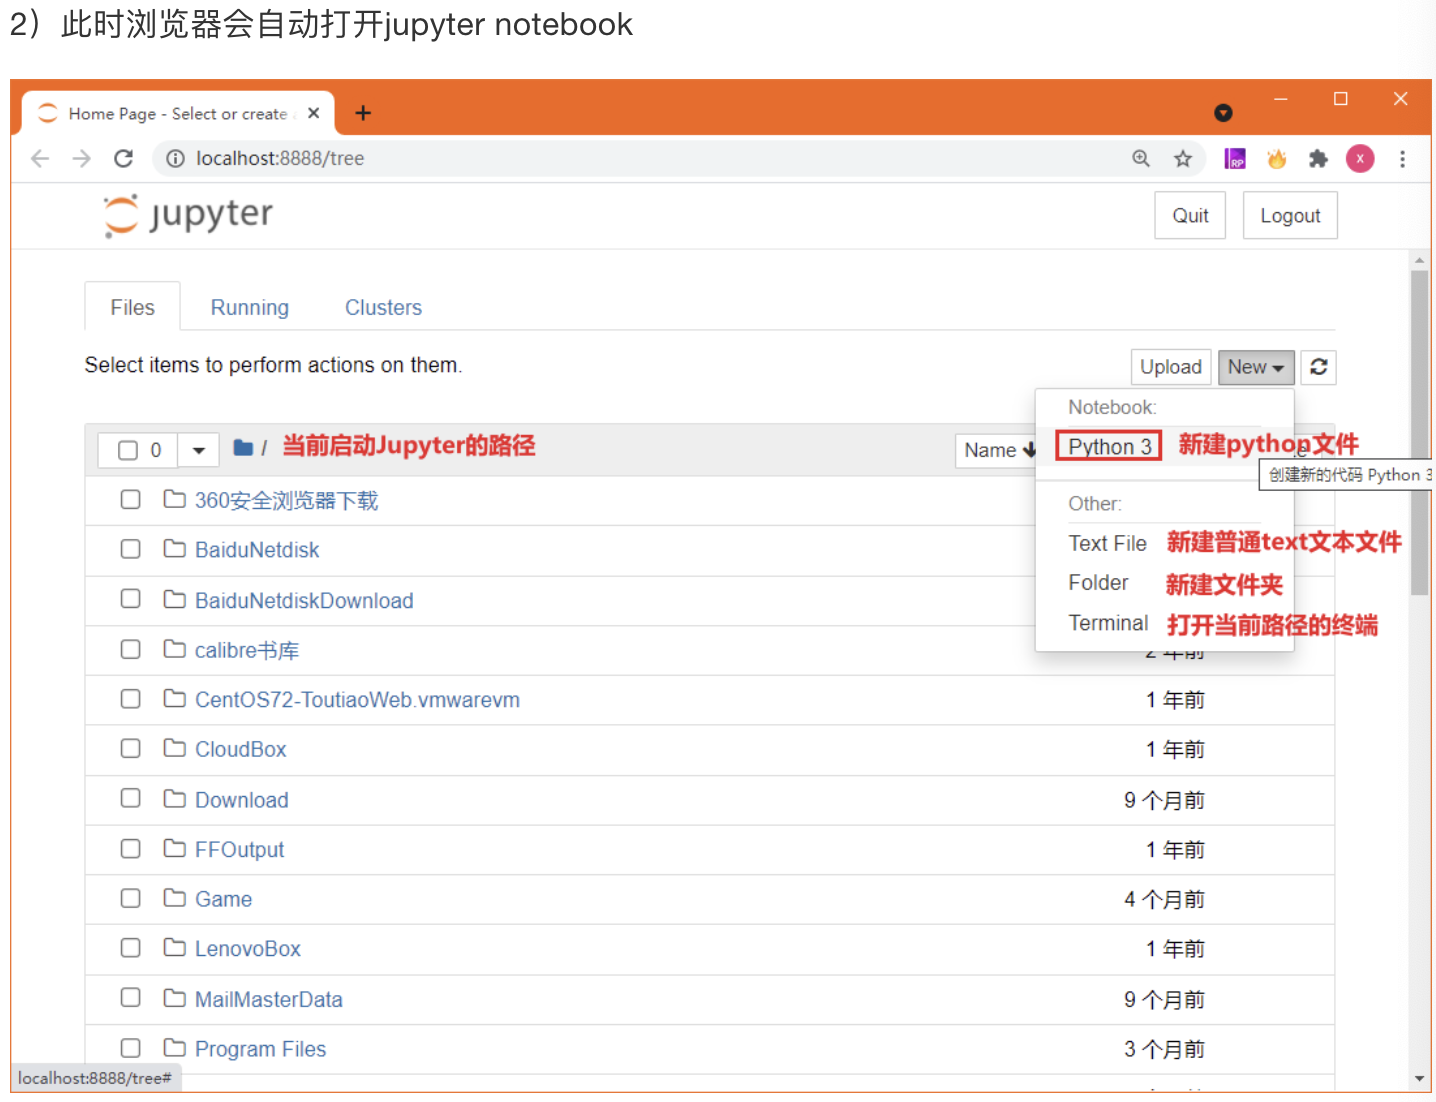 2）此时浏览器会自动打开jupyter notebook
Home Page - Select or create
localhost:8888/tree
RP
x
jupyter
Quit
Logout
Files
Running
Clusters
Select items to perform actions on them.
Upload
New
Notebook:
0
/
当前启动Jupyter的路径
Name
Python 3
新建python文件
创建新的代码 Python 3
360安全浏览器下载
Other:
BaiduNetdisk
Text File
新建普通text文本文件
BaiduNetdiskDownload
Folder
新建文件夹
Terminal
打开当前路径的终端
calibre书库
2 年前
CentOS72-ToutiaoWeb.vmwarevm
1 年前
CloudBox
1 年前
Download
9 个月前
FFOutput
1 年前
Game
4 个月前
LenovoBox
1 年前
MailMasterData
9 个月前
Program Files
3 个月前
localhost:8888/tree#